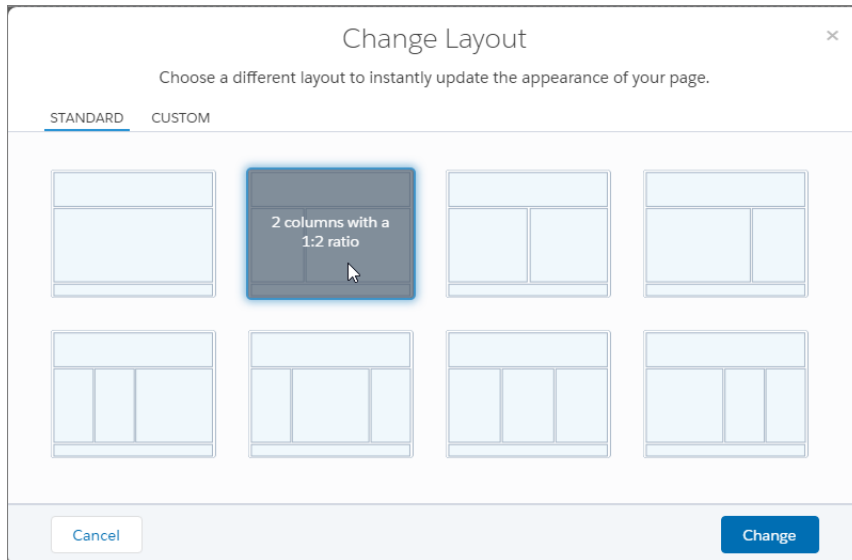 Change Layout
Choose a different layout to instantly update the appearance of your page.
STANDARD CUSTOM
2 columns with a
1:2 ratio
Cancel Change